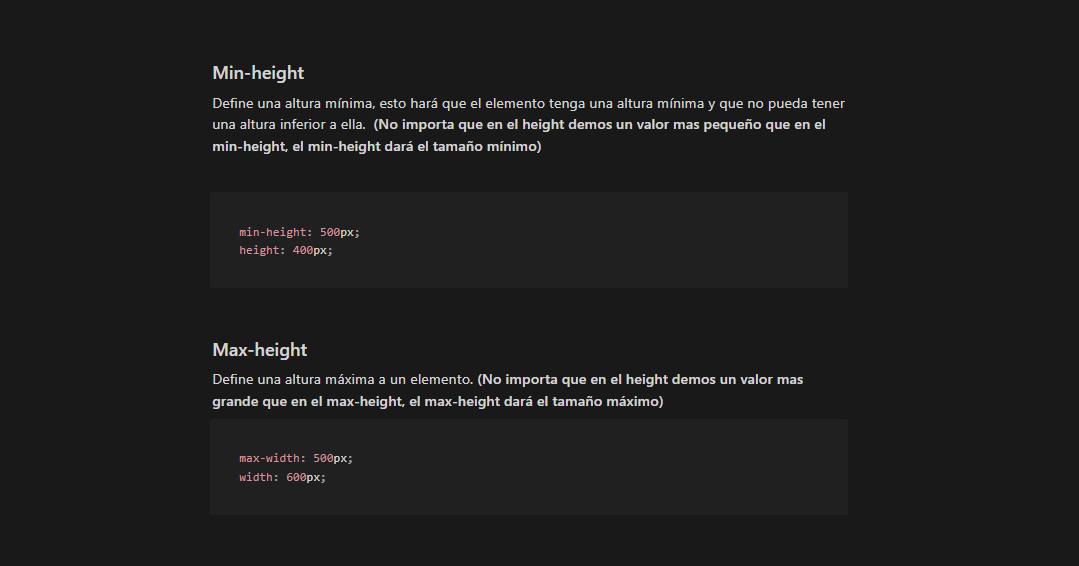 Min-height
Define una altura mínima, esto hará que el elemento tenga una altura mínima y que no pueda tener
una altura inferior a ella.  (No importa que en el height demos un valor mas pequeño que en el
min-height, el min-height dará el tamaño mínimo)
min-height: 500px;
height: 400px;
Max-height
Define una altura máxima a un elemento. (No importa que en el height demos un valor mas
grande que en el max-height, el max-height dará el tamaño máximo)
max-width: 500px;
width: 600px;